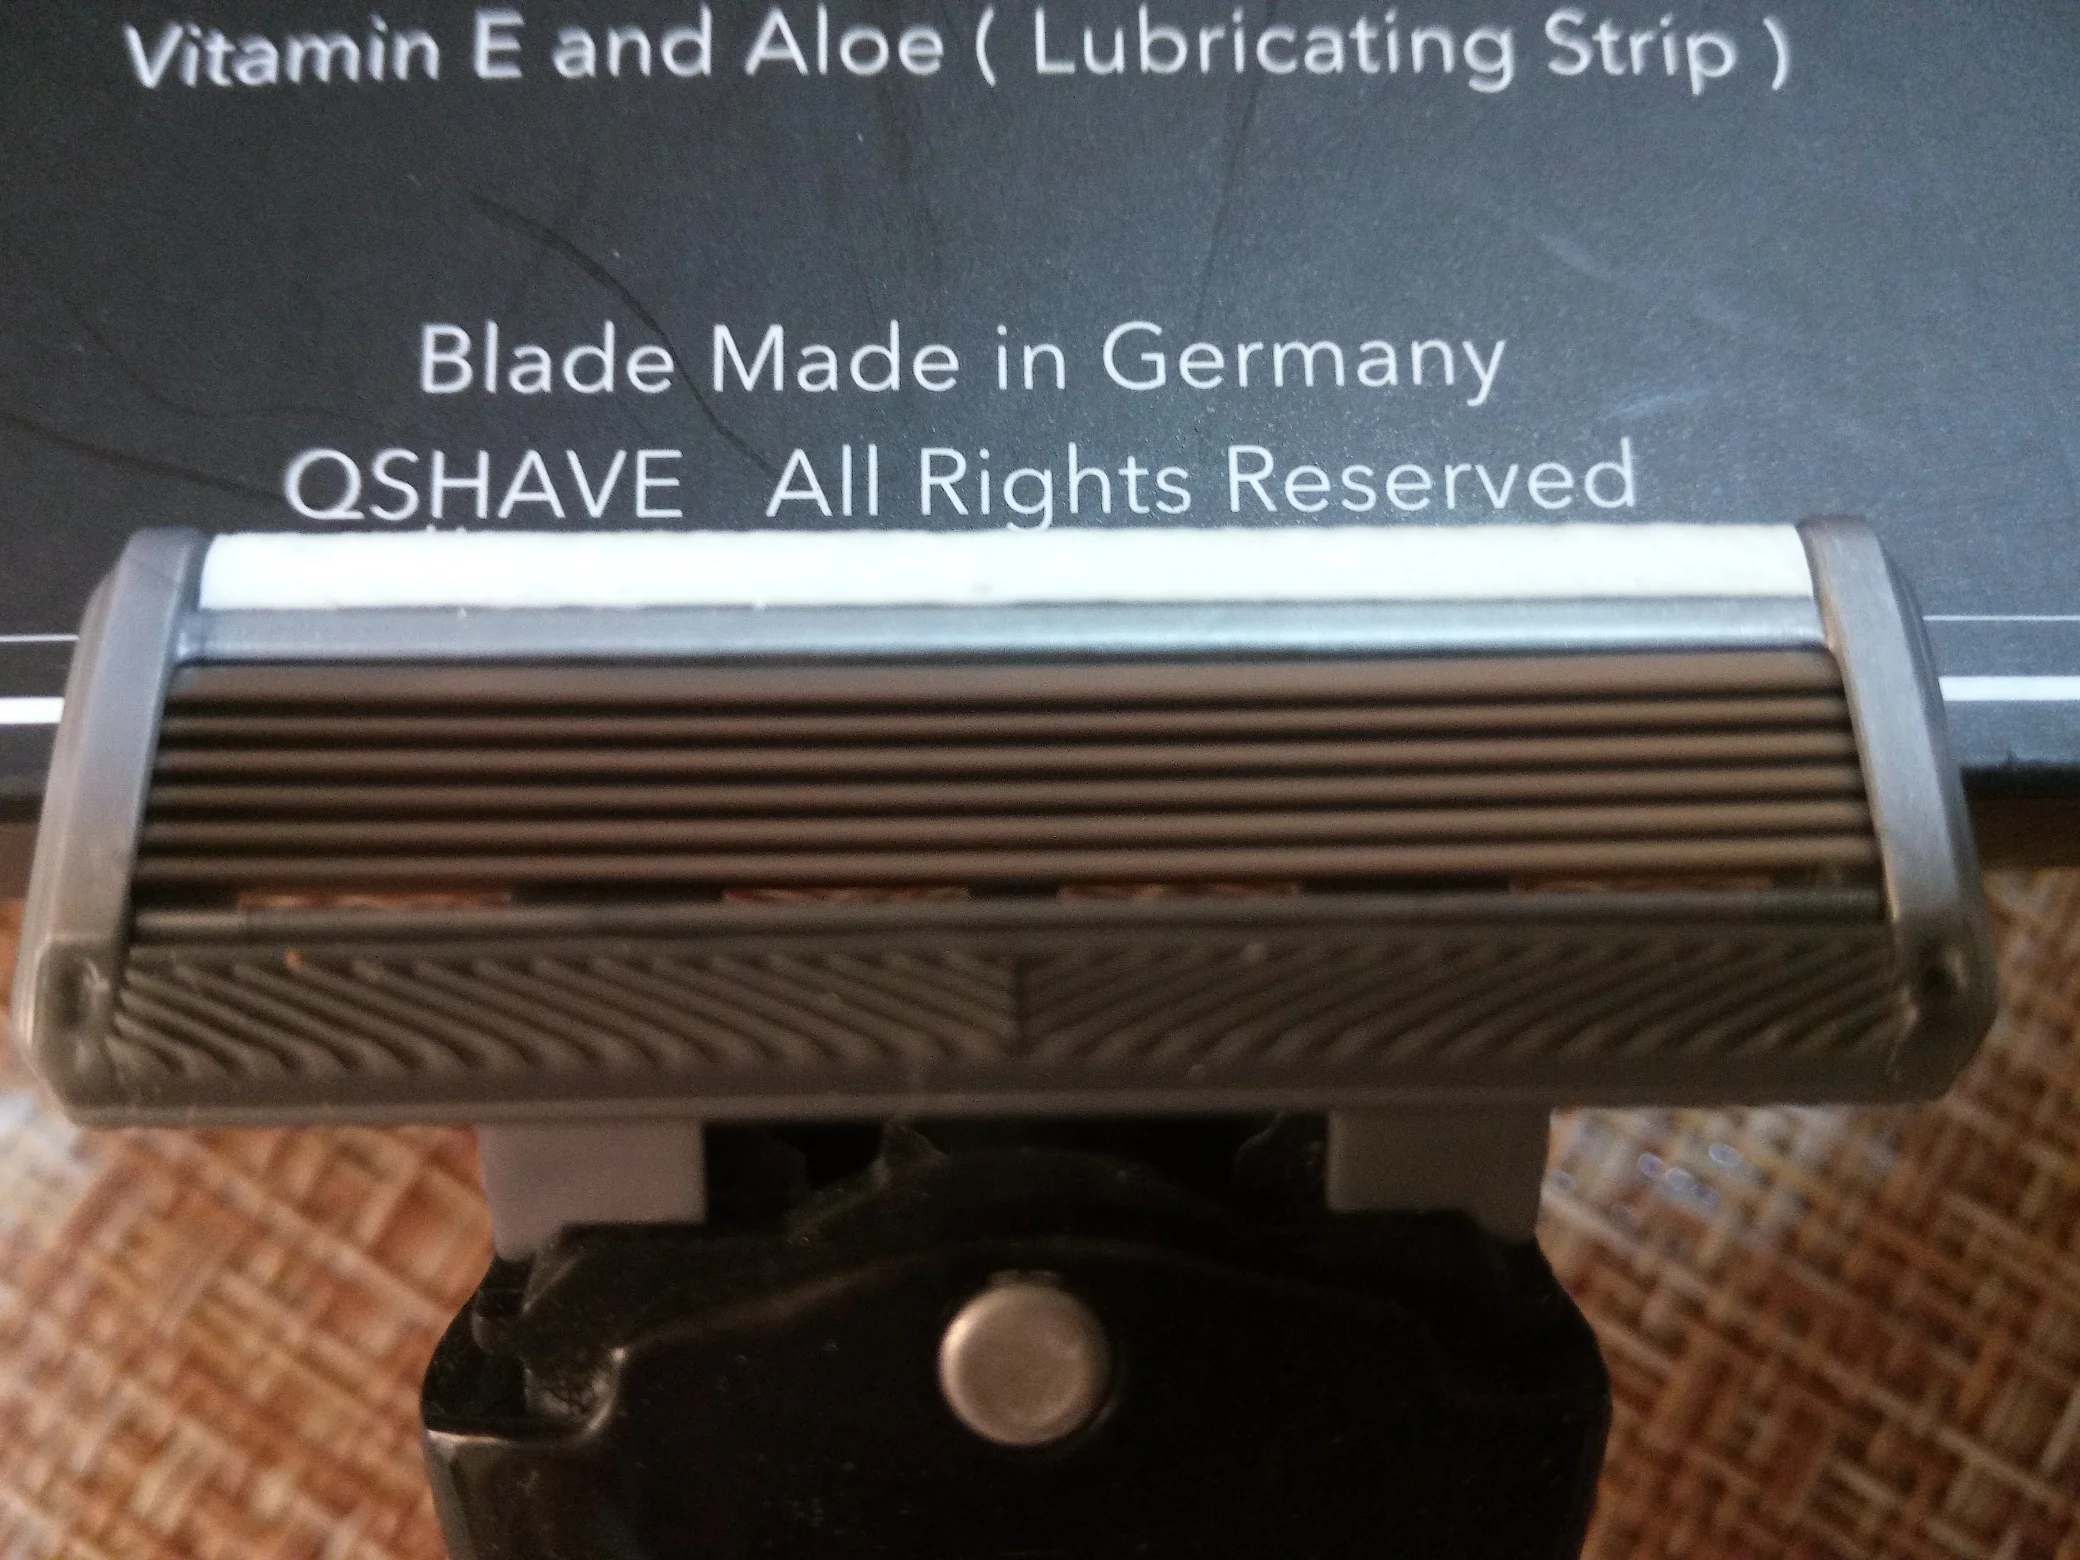 Vitamin E and Aloe ( Lubricating Strip )
Blade Made in Germany
QSHAVE All Rights Reserved